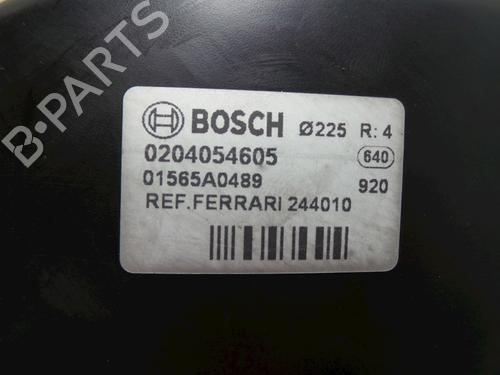 BOSCH Ø225 R: 4
0204054605 640
01565A0489 920
REF.FERRARI 244010
B-PARTS